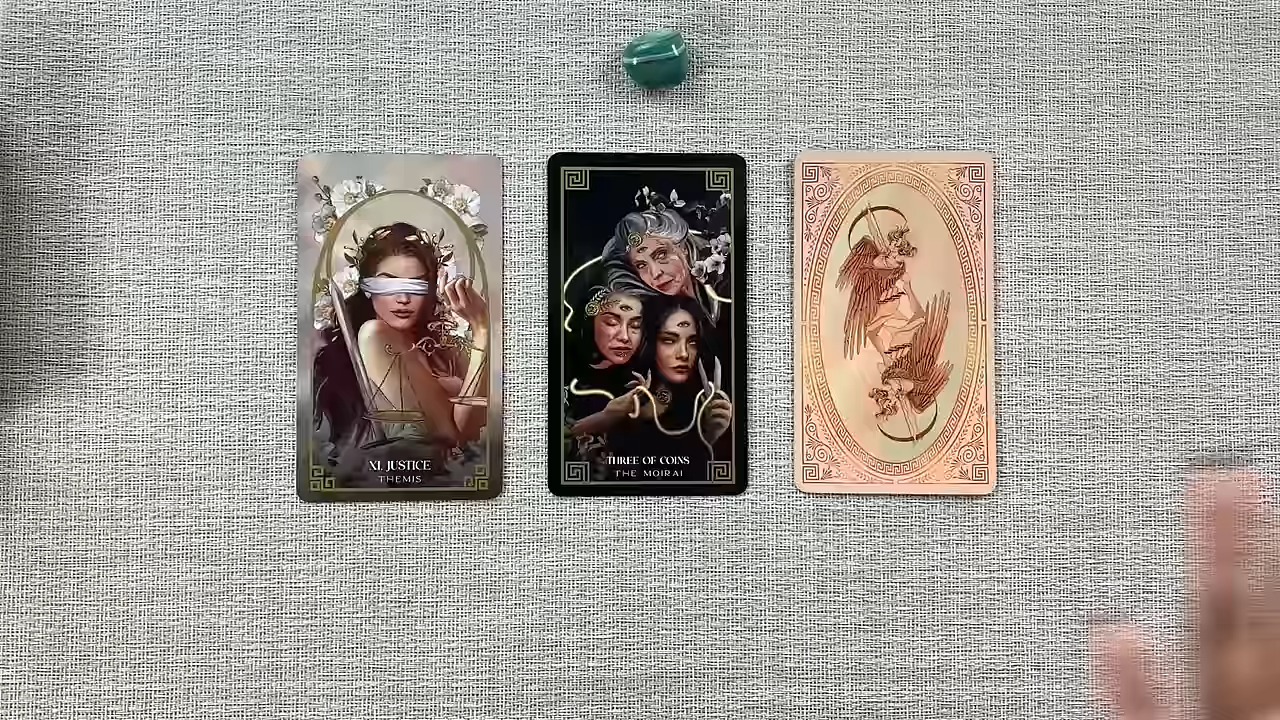 XI. JUSTICE
THEMIS
THREE OF COINS
THE MOIRAI